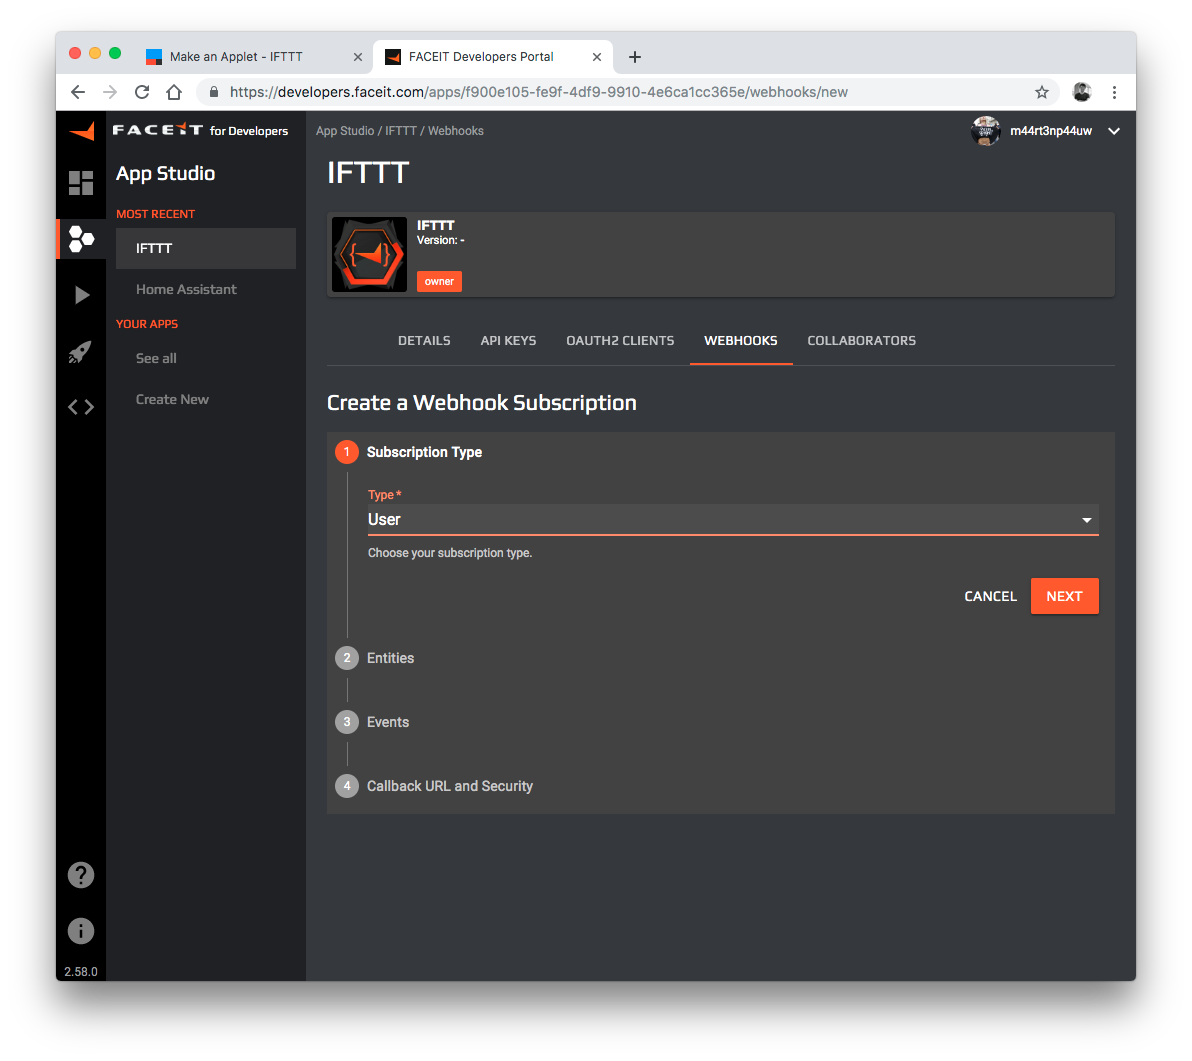 Make an Applet - IFTTT
FACEIT Developers Portal
https://developers.faceit.com/apps/f900e105-fe9f-4df9-9910-4e6ca1cc365e/webhooks/new
FACEIT for Developers
App Studio / IFTTT / Webhooks
m44rt3np44uw
App Studio
MOST RECENT
IFTTT
Home Assistant
YOUR APPS
See all
Create New
2.58.0
IFTTT
IFTTT
Version: -
owner
DETAILS
API KEYS
OAUTH2 CLIENTS
WEBHOOKS
COLLABORATORS
Create a Webhook Subscription
1 Subscription Type
Type *
User
Choose your subscription type.
CANCEL
NEXT
2 Entities
3 Events
4 Callback URL and Security